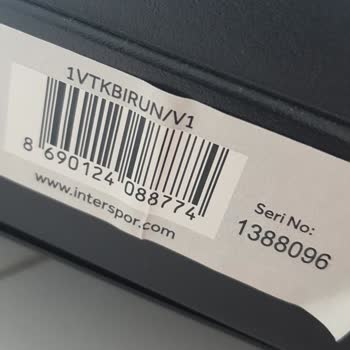 1VTKBIRUN/V1
8 690124 088774
www.interspor.com
Seri No:
1388096